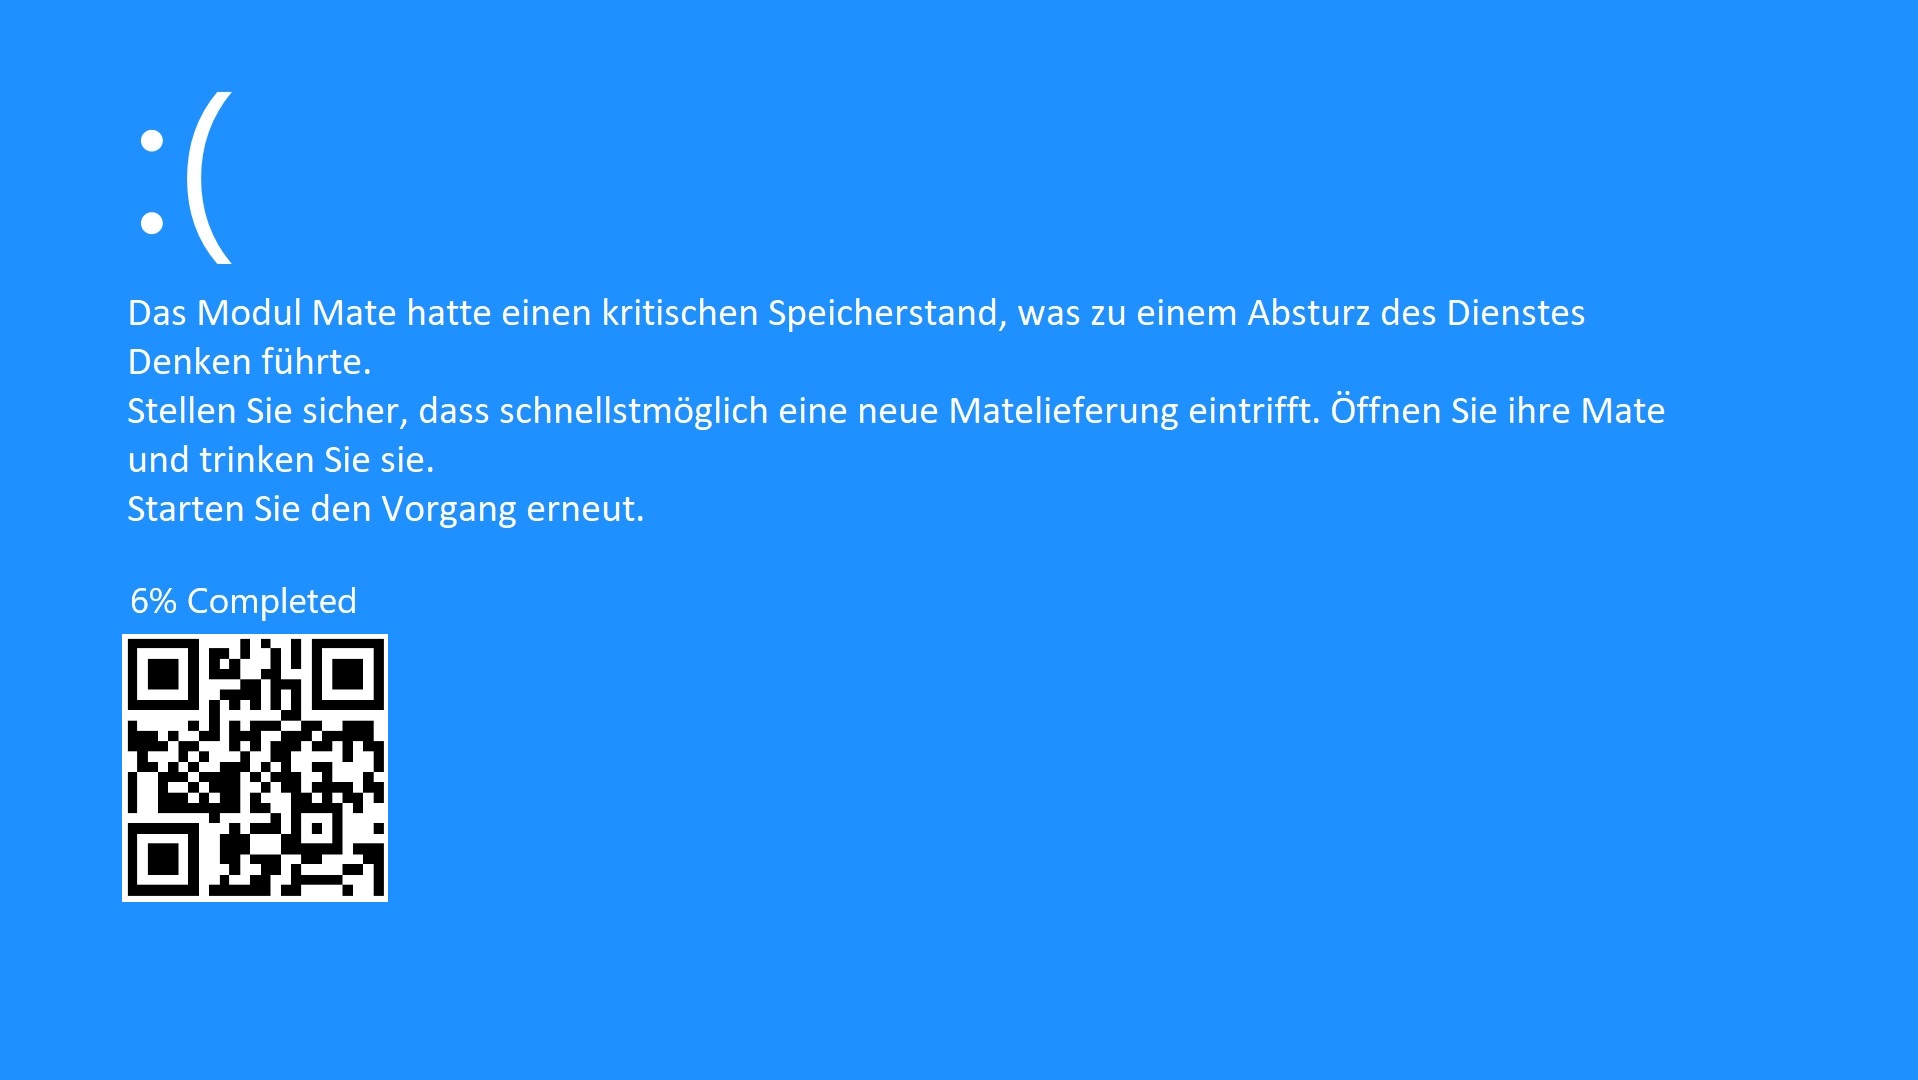 :(
Das Modul Mate hatte einen kritischen Speicherstand, was zu einem Absturz des Dienstes
Denken führte.
Stellen Sie sicher, dass schnellstmöglich eine neue Matelieferung eintrifft. Öffnen Sie ihre Mate
und trinken Sie sie.
Starten Sie den Vorgang erneut.
6% Completed